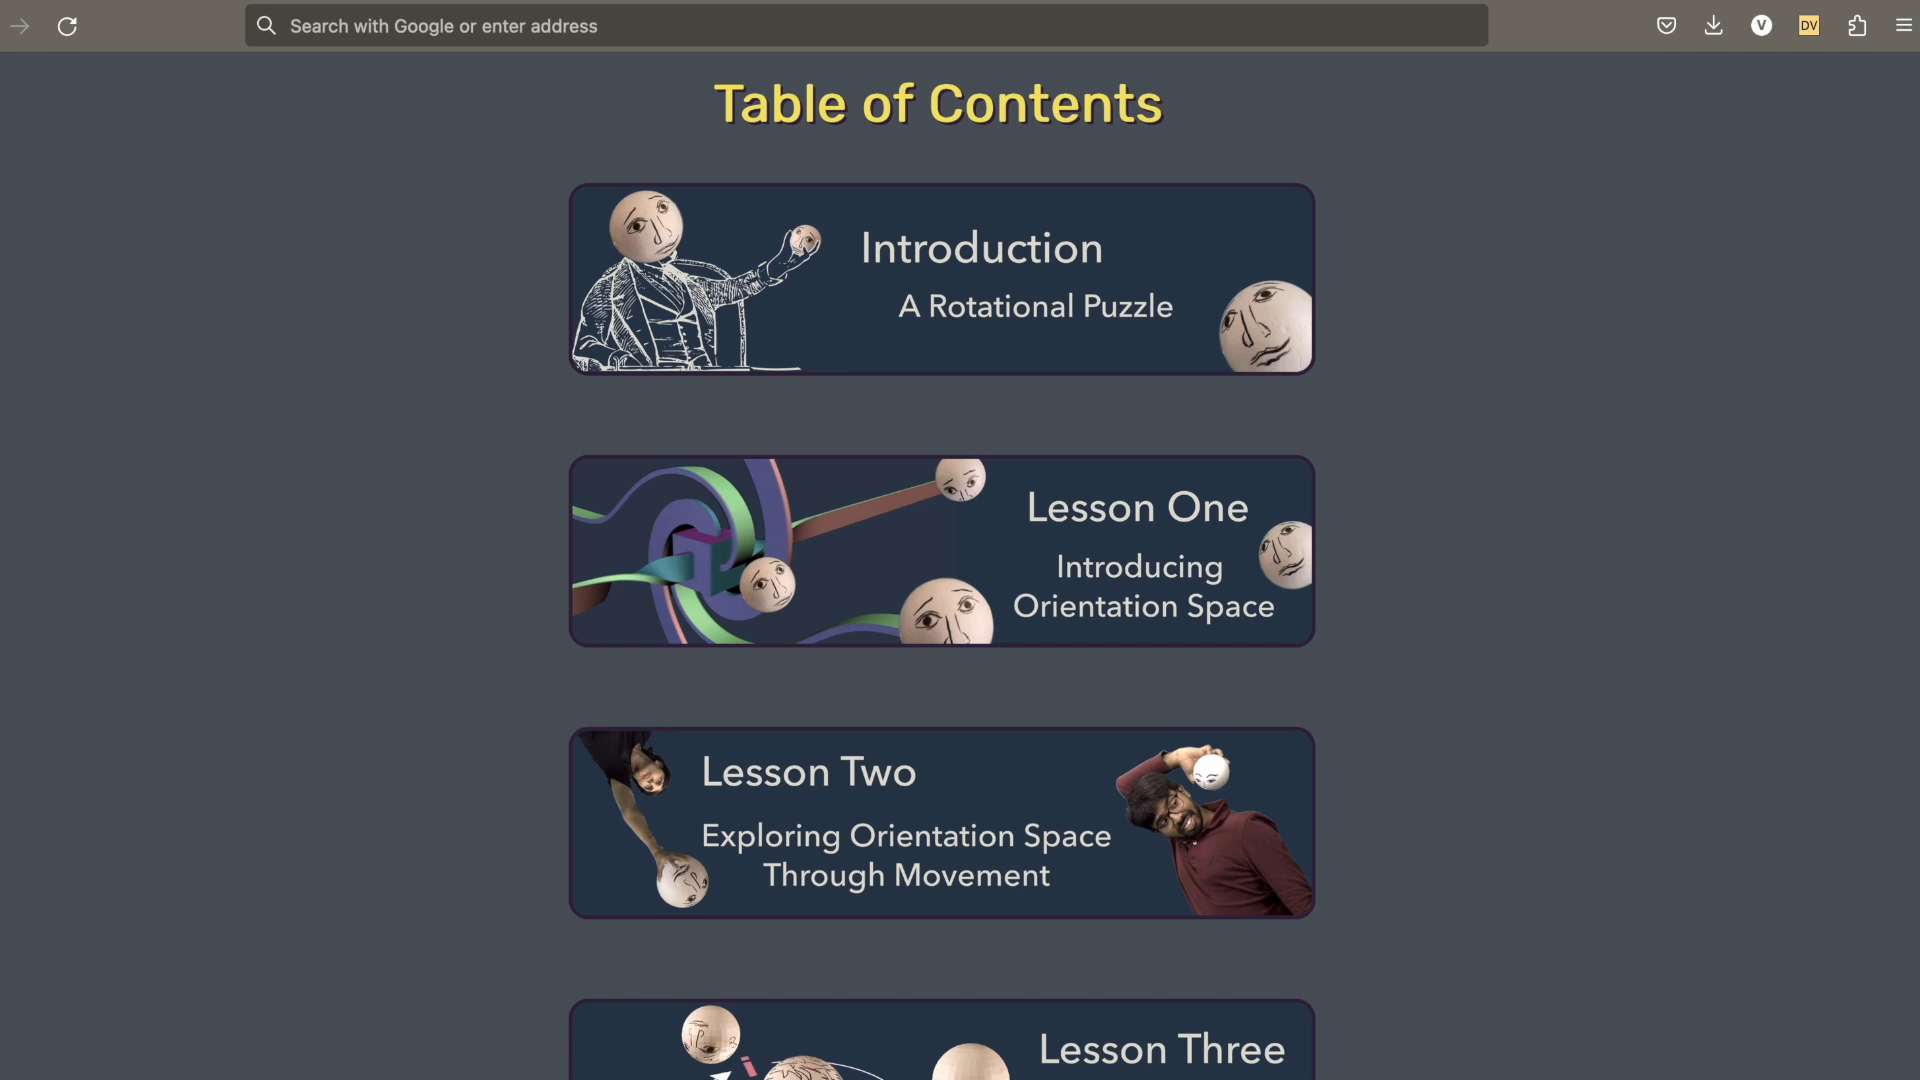 Search with Google or enter address
V
DV
Table of Contents
Introduction
A Rotational Puzzle
Lesson One
Introducing
Orientation Space
Lesson Two
Exploring Orientation Space
Through Movement
Lesson Three